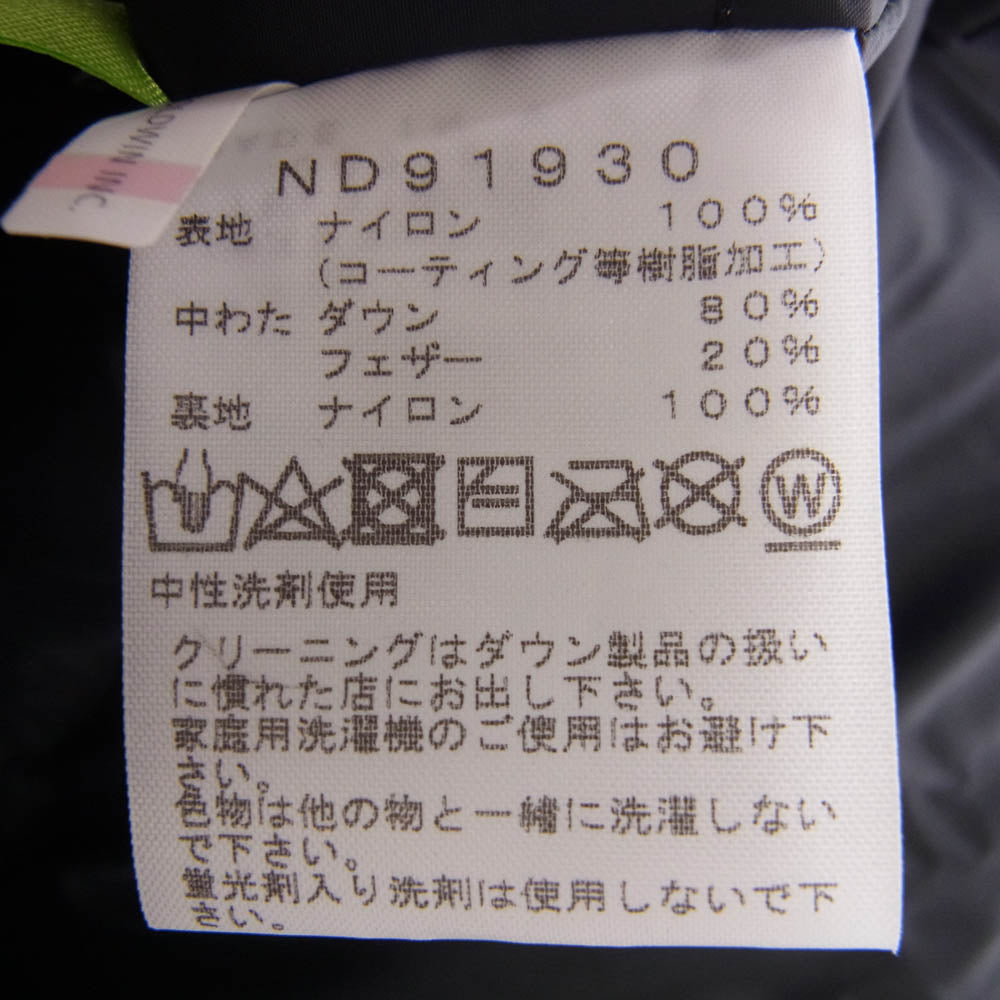 LDWIN INC.
ND91930
表地 ナイロン 100%
(コーティング等樹脂加工)
中わた ダウン 80%
フェザー 20%
裏地 ナイロン 100%
W
中性洗剤使用
クリーニングはダウン製品の扱い
に慣れた店にお出し下さい。
家庭用洗濯機のご使用はお避け下
さい。
色物は他の物と一緒に洗濯しない
で下さい。
蛍光剤入り洗剤は使用しないで下
さい。